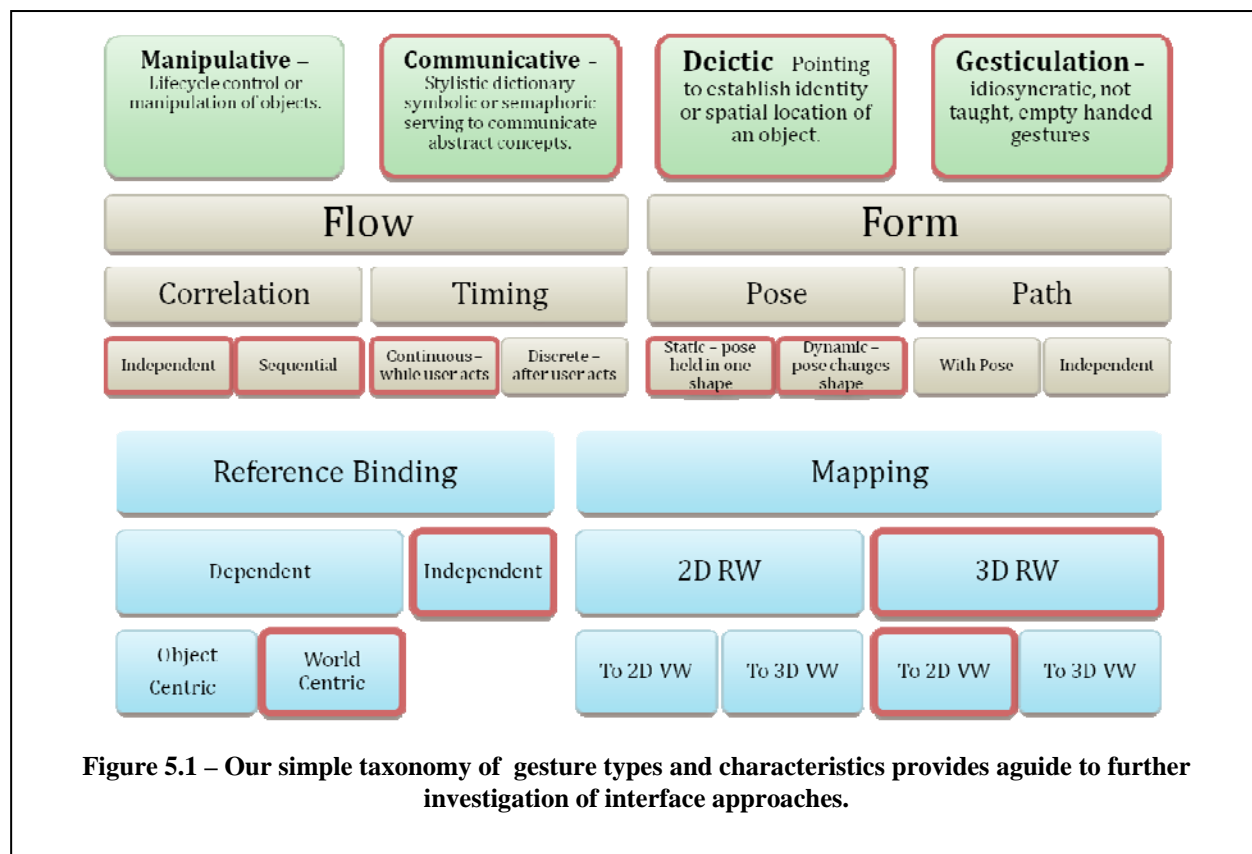 Manipulative –
Lifecycle control or
manipulation of objects.
Communicative -
Stylistic dictionary
symbolic or semaphoric
serving to communicate
abstract concepts.
Deictic Pointing
to establish identity
or spatial location of
an object.
Gesticulation –
idiosyncratic, not
taught, empty handed
gestures
Flow
Form
Correlation
Timing
Pose
Path
Independent
Sequential
Continuous –
while user acts
Discrete –
after user acts
Static – pose
held in one
shape
Dynamic –
pose changes
shape
With Pose
Independent
Reference Binding
Mapping
Dependent
Independent
2D RW
3D RW
Object
Centric
World
Centric
To 2D VW
To 3D VW
To 2D VW
To 3D VW
Figure 5.1 – Our simple taxonomy of gesture types and characteristics provides aguide to further
investigation of interface approaches.